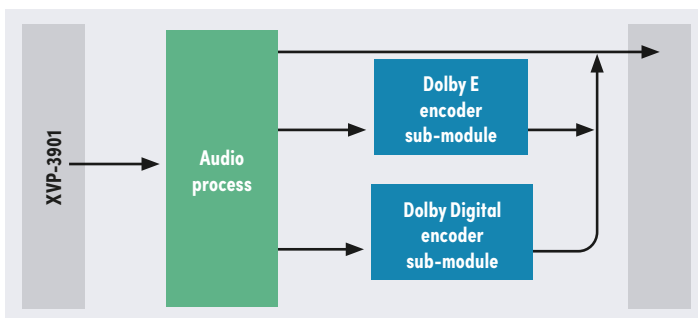 XVP-3901
Audio
process
Dolby E
encoder
sub-module
Dolby Digital
encoder
sub-module